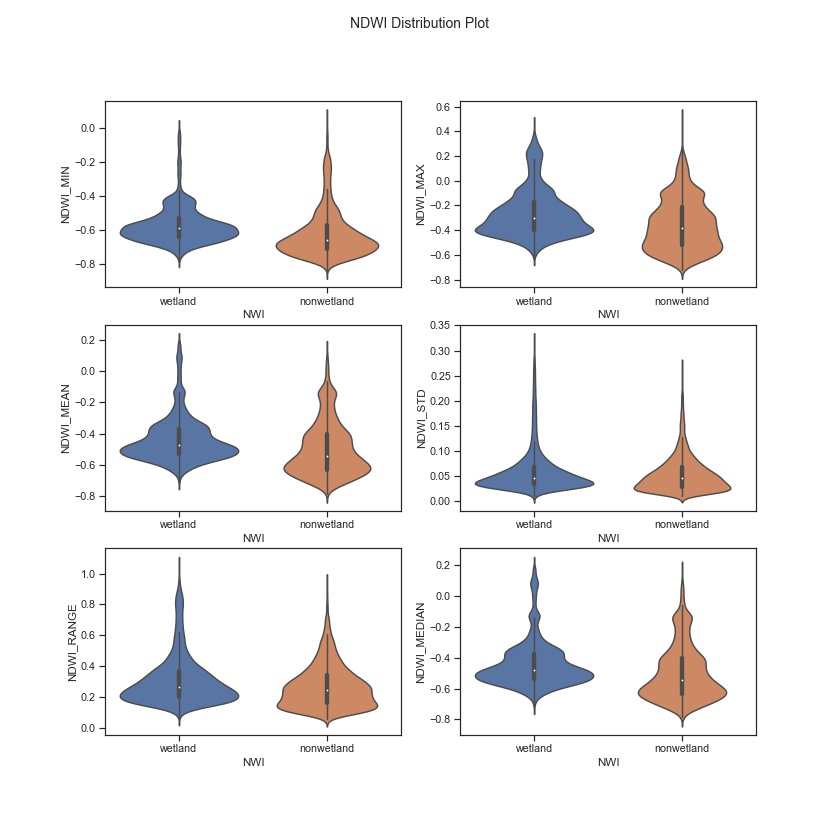 NDWI Distribution Plot
NDWI_MIN
0.0
−0.2
−0.4
−0.6
−0.8
wetland nonwetland
NWI
NDWI_MAX
0.6
0.4
0.2
0.0
−0.2
−0.4
−0.6
−0.8
wetland nonwetland
NWI
NDWI_MEAN
0.2
0.0
−0.2
−0.4
−0.6
−0.8
wetland nonwetland
NWI
NDWI_STD
0.35
0.30
0.25
0.20
0.15
0.10
0.05
0.00
wetland nonwetland
NWI
NDWI_RANGE
1.0
0.8
0.6
0.4
0.2
0.0
wetland nonwetland
NWI
NDWI_MEDIAN
0.2
0.0
−0.2
−0.4
−0.6
−0.8
wetland nonwetland
NWI